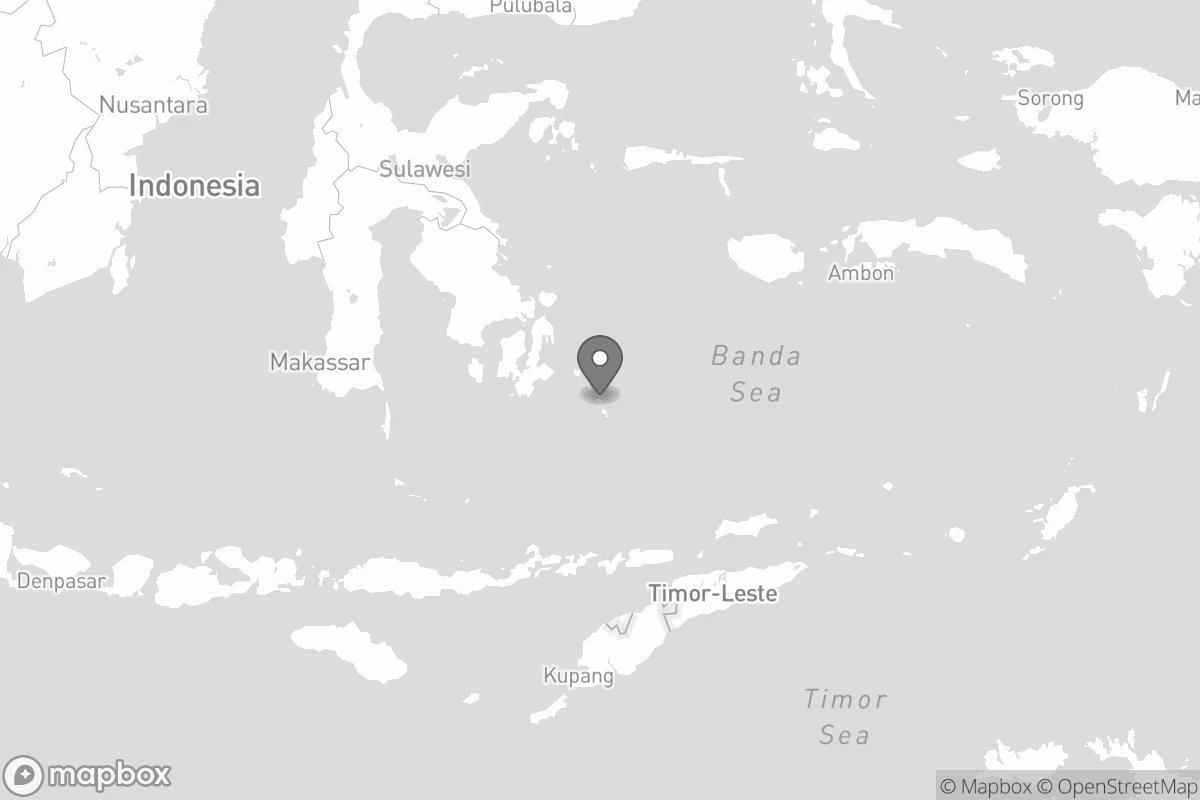 Pulubala
Nusantara
Sorong
Ma
Sulawesi
Indonesia
Ambon
Makassar
Banda
Sea
Denpasar
Timor-Leste
Kupang
Timor
Sea
mapbox
© Mapbox © OpenStreetMap